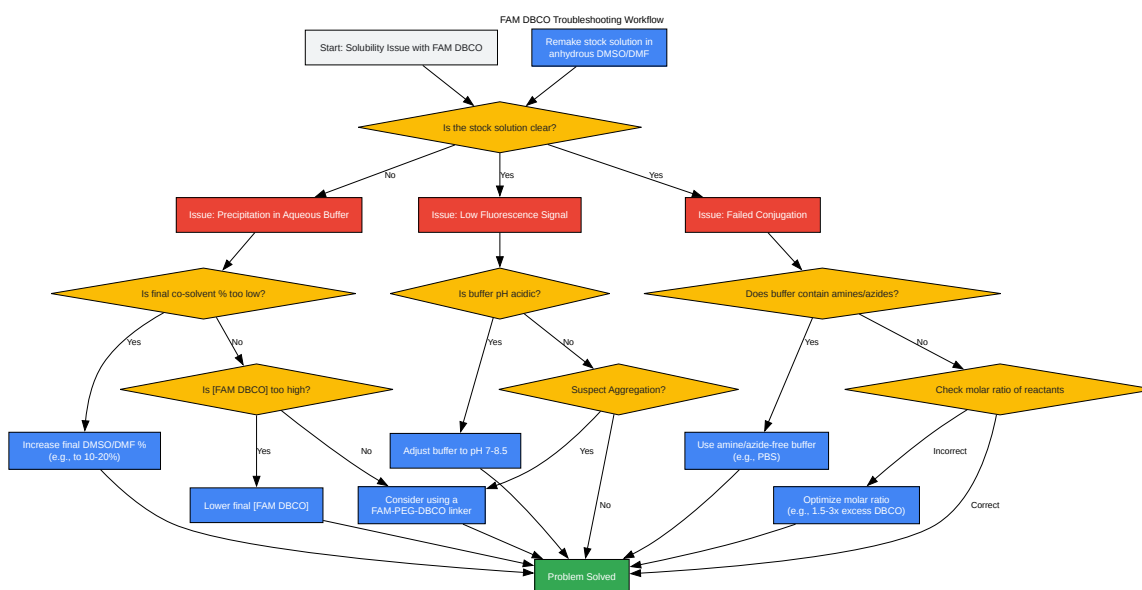 FAM DBCO Troubleshooting Workflow
Start: Solubility Issue with FAM DBCO
Remake stock solution in
anhydrous DMSO/DMF
Is the stock solution clear?
No
Yes
Yes
Issue: Precipitation in Aqueous Buffer
Issue: Low Fluorescence Signal
Issue: Failed Conjugation
Is final co-solvent % too low?
Is buffer pH acidic?
Does buffer contain amines/azides?
Yes
No
Yes
No
Yes
No
Is [FAM DBCO] too high?
Suspect Aggregation?
Check molar ratio of reactants
Increase final DMSO/DMF %
(e.g., to 10-20%)
Yes
No
Adjust buffer to pH 7-8.5
Yes
Use amine/azide-free buffer
(e.g., PBS)
Incorrect
Lower final [FAM DBCO]
Consider using a
FAM-PEG-DBCO linker
No
Optimize molar ratio
(e.g., 1.5-3x excess DBCO)
Correct
Problem Solved